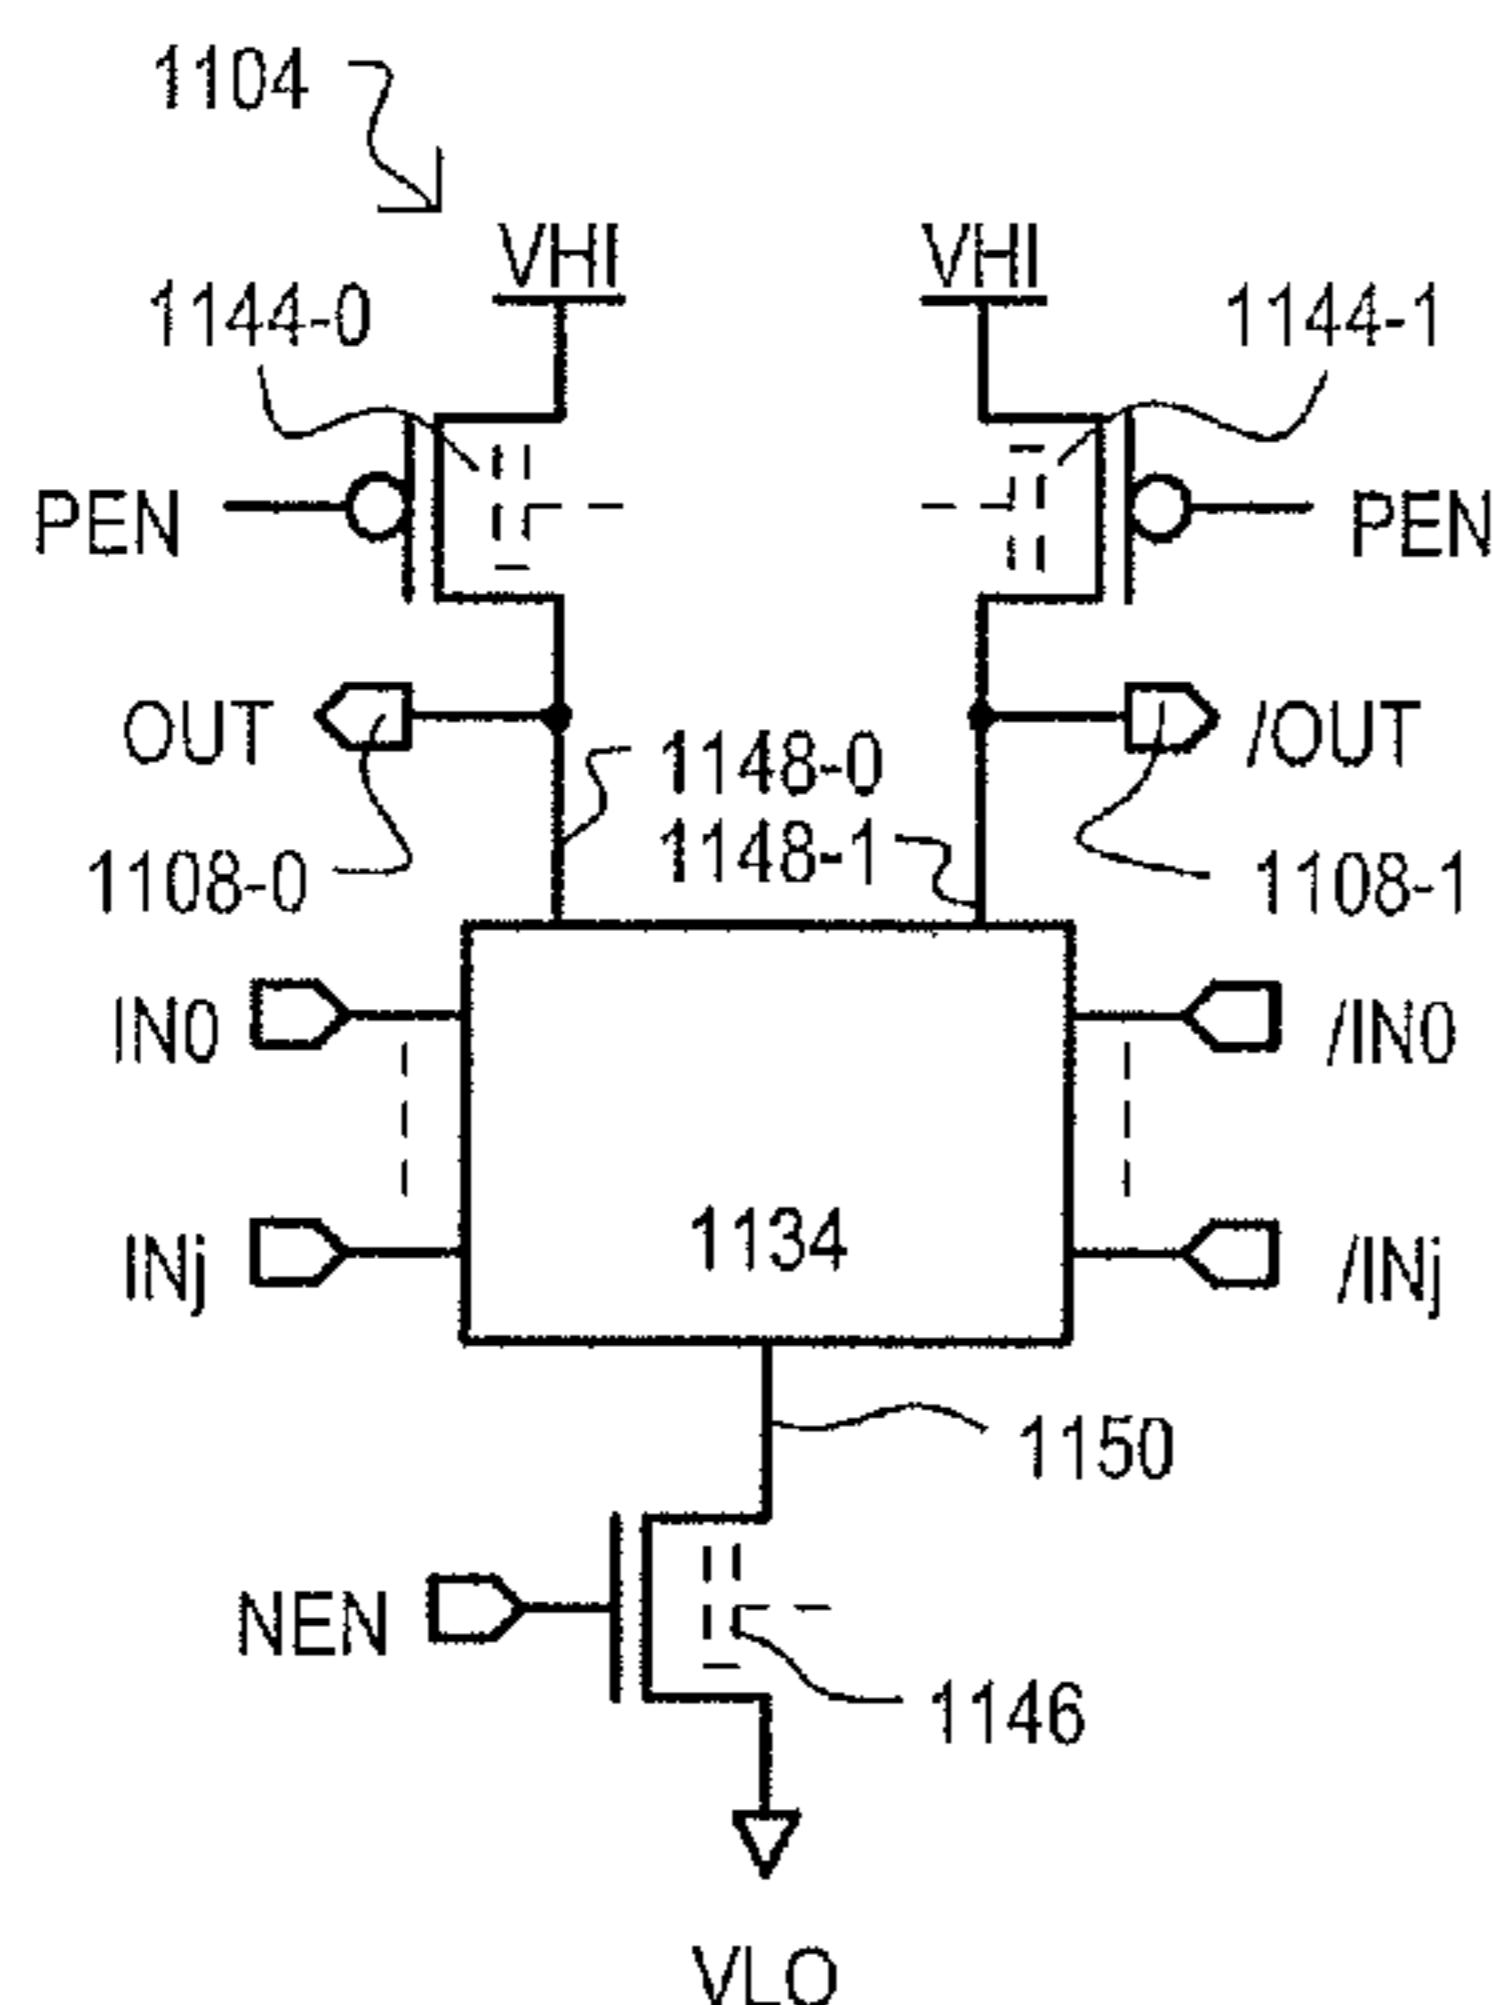 1104
VHI VHI
1144-0 1144-1
PEN PEN
OUT 1148-0 /OUT
1108-0 1148-1 1108-1
IN0 /IN0
INj 1134 /INj
1150
NEN
1146
VLO